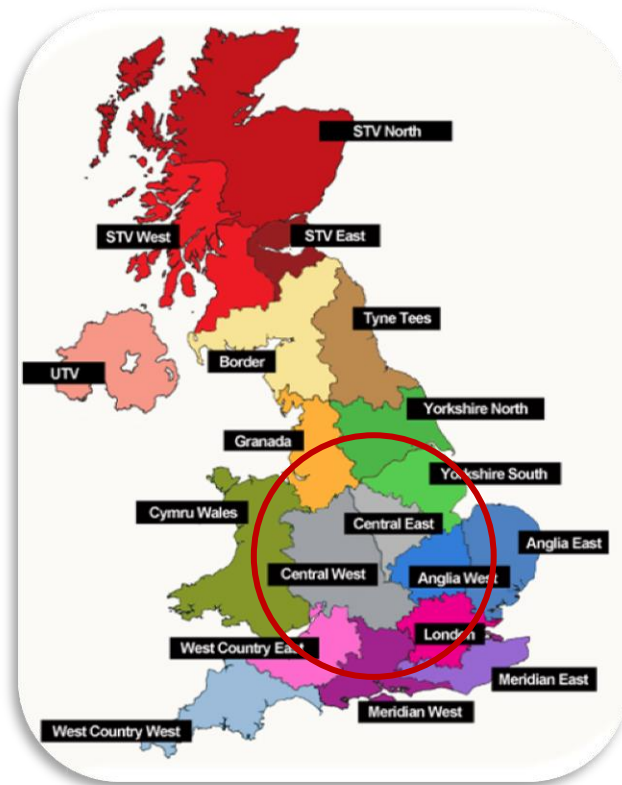 STV North
STV West
STV East
Tyne Tees
Border
UTV
Yorkshire North
Granada
Yorkshire South
Cymru Wales
Central East
Anglia East
Central West
Anglia West
London
West Country East
Meridian East
Meridian West
West Country West